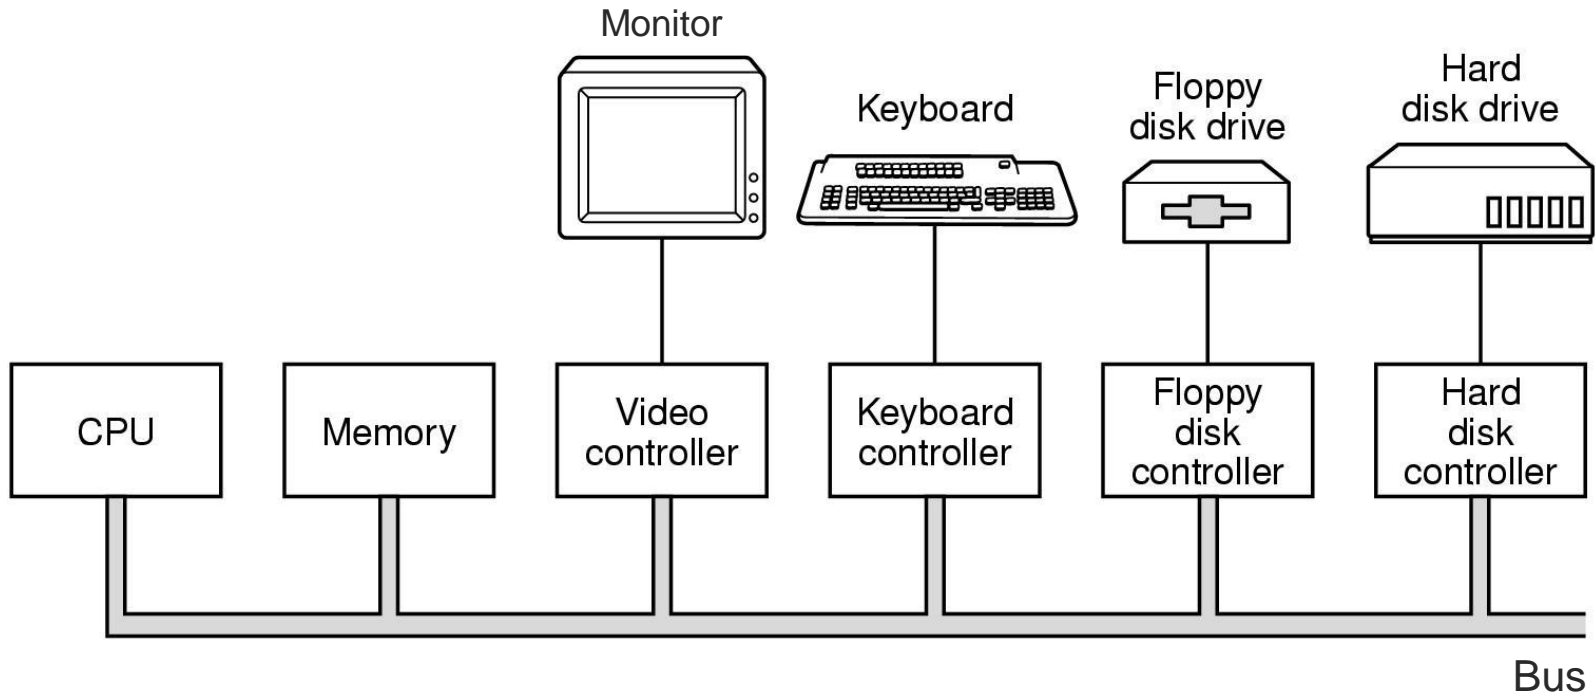 Monitor
Keyboard
Floppy
disk drive
Hard
disk drive
CPU
Memory
Video
controller
Keyboard
controller
Floppy
disk
controller
Hard
disk
controller
Bus